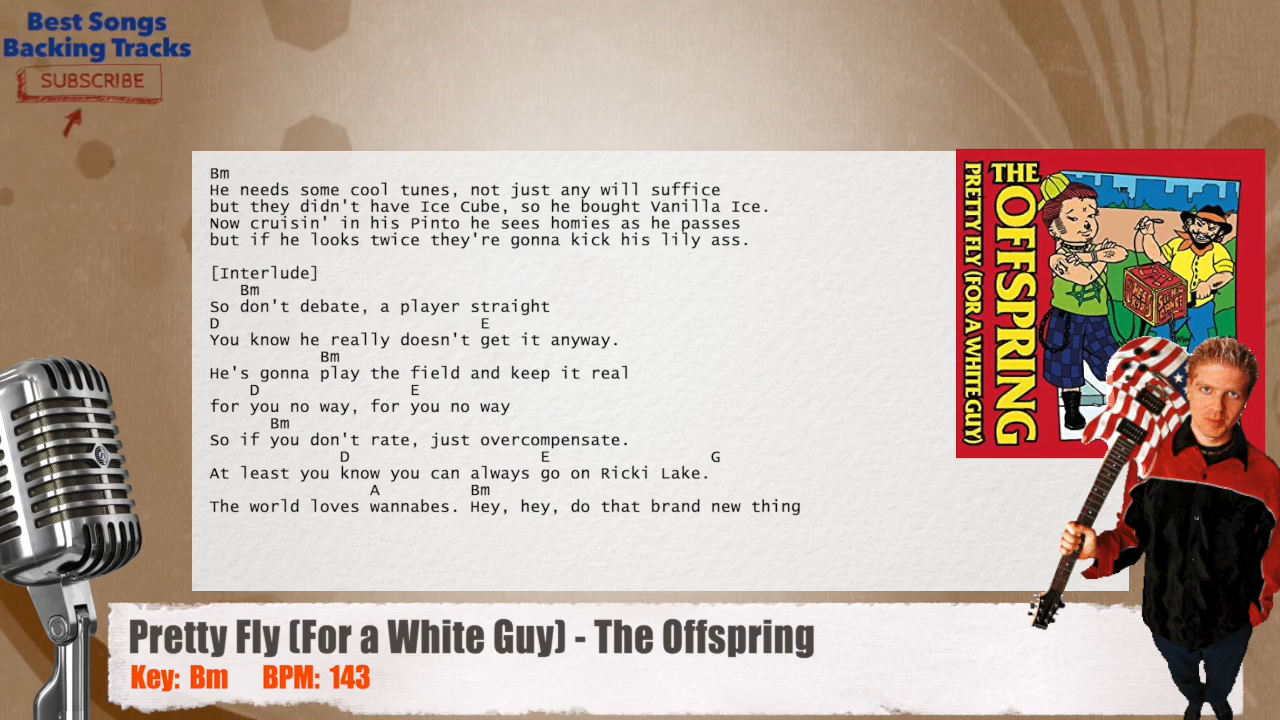 Best Songs
Backing Tracks
SUBSCRIBE
Bm
He needs some cool tunes, not just any will suffice
but they didn't have Ice Cube, so he bought Vanilla Ice.
Now cruisin' in his Pinto he sees homies as he passes
but if he looks twice they're gonna kick his lily ass.
[Interlude]
Bm
So don't debate, a player straight
D E
You know he really doesn't get it anyway.
Bm
He's gonna play the field and keep it real
D E
for you no way, for you no way
Bm
So if you don't rate, just overcompensate.
D E G
At least you know you can always go on Ricki Lake.
A Bm
The world loves wannabes. Hey, hey, do that brand new thing
THE
OFFSPRING
PRETTY FLY (FOR A WHITE GUY)
Pretty Fly (For a White Guy) - The Offspring
Key: Bm BPM: 143